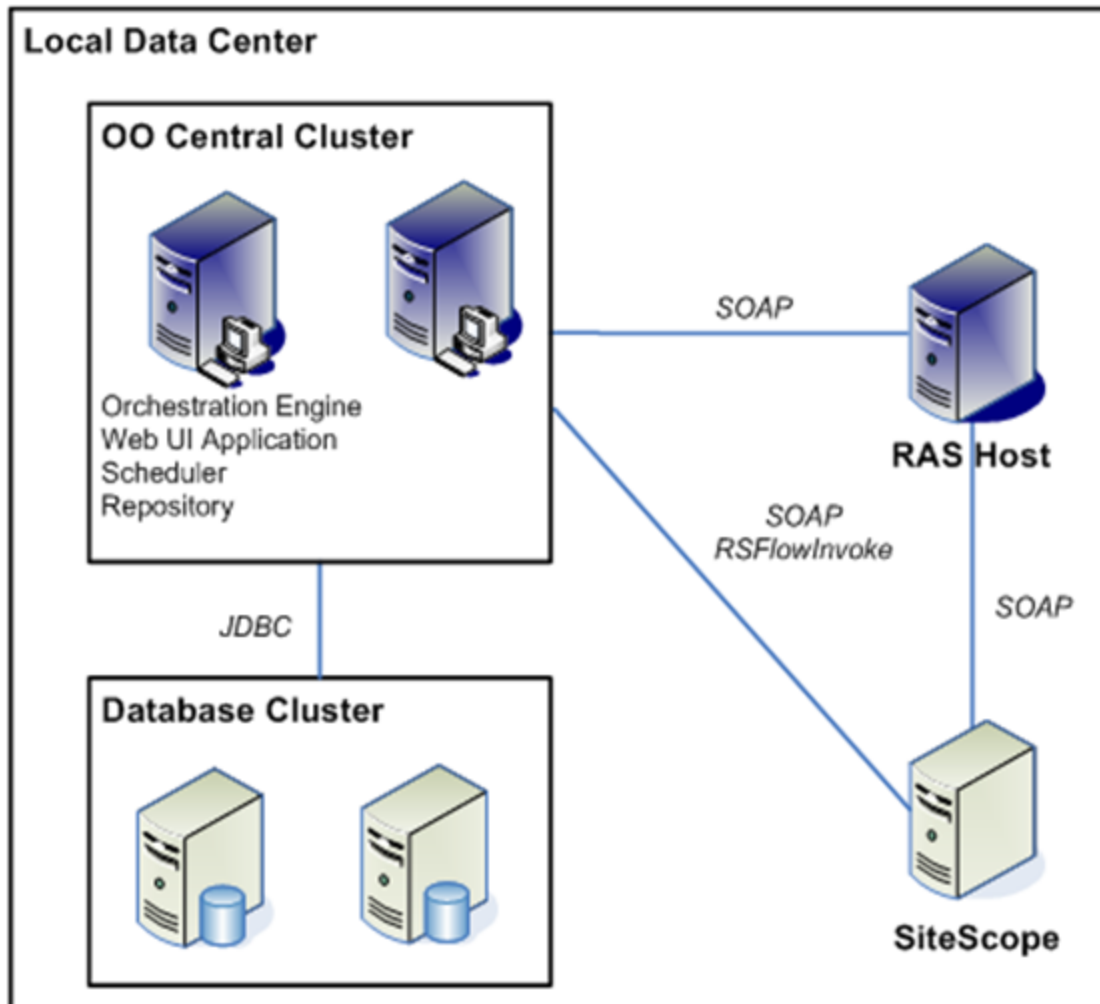 Local Data Center
OO Central Cluster
SOAP
Orchestration Engine
Web UI Application
Scheduler
Repository
RAS Host
SOAP
RSFlowInvoke
JDBC
SOAP
Database Cluster
SiteScope